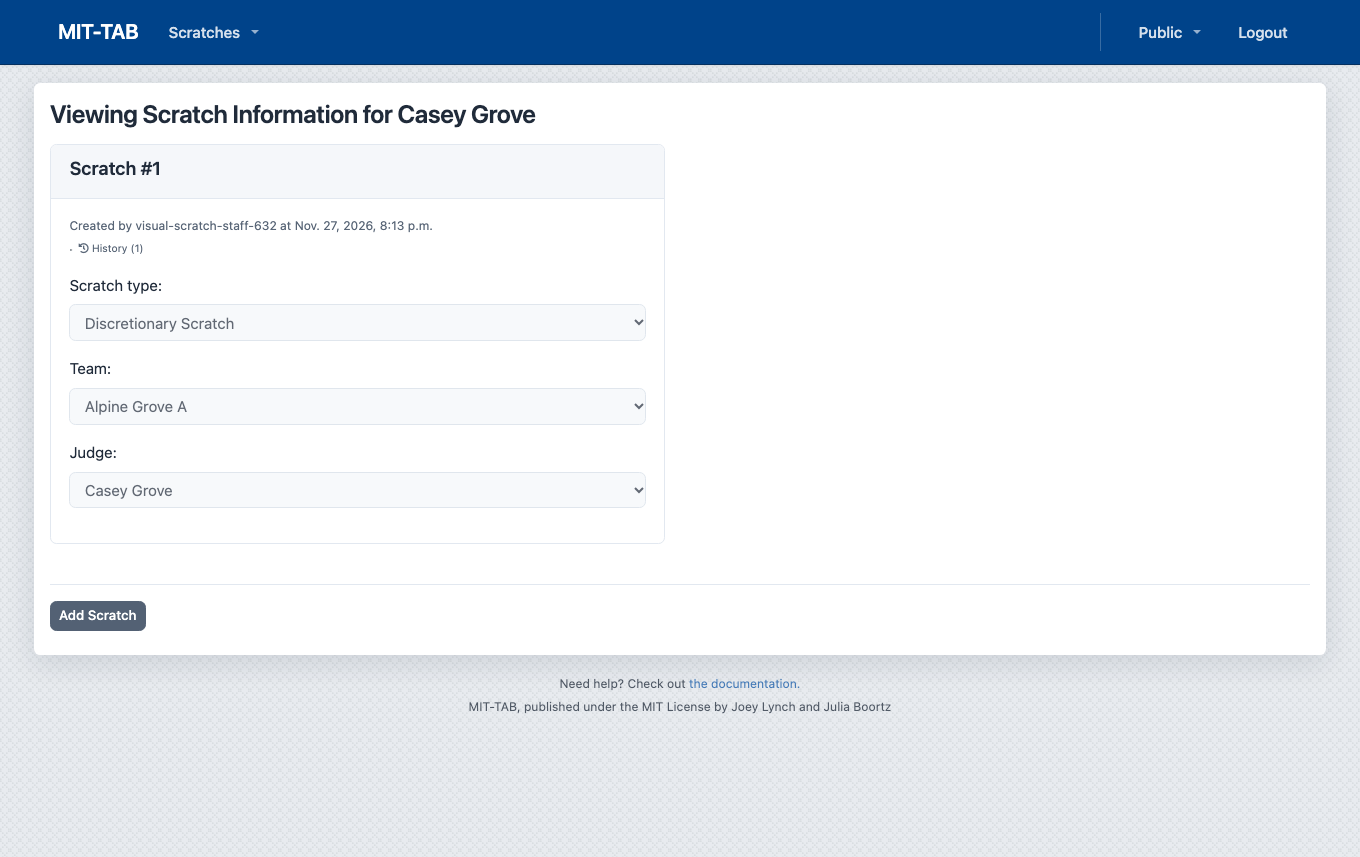 MIT-TAB Scratches Public Logout
Viewing Scratch Information for Casey Grove
Scratch #1
Created by visual-scratch-staff-632 at Nov. 27, 2026, 8:13 p.m.
· History (1)
Scratch type:
Discretionary Scratch
Team:
Alpine Grove A
Judge:
Casey Grove
Add Scratch
Need help? Check out the documentation.
MIT-TAB, published under the MIT License by Joey Lynch and Julia Boortz